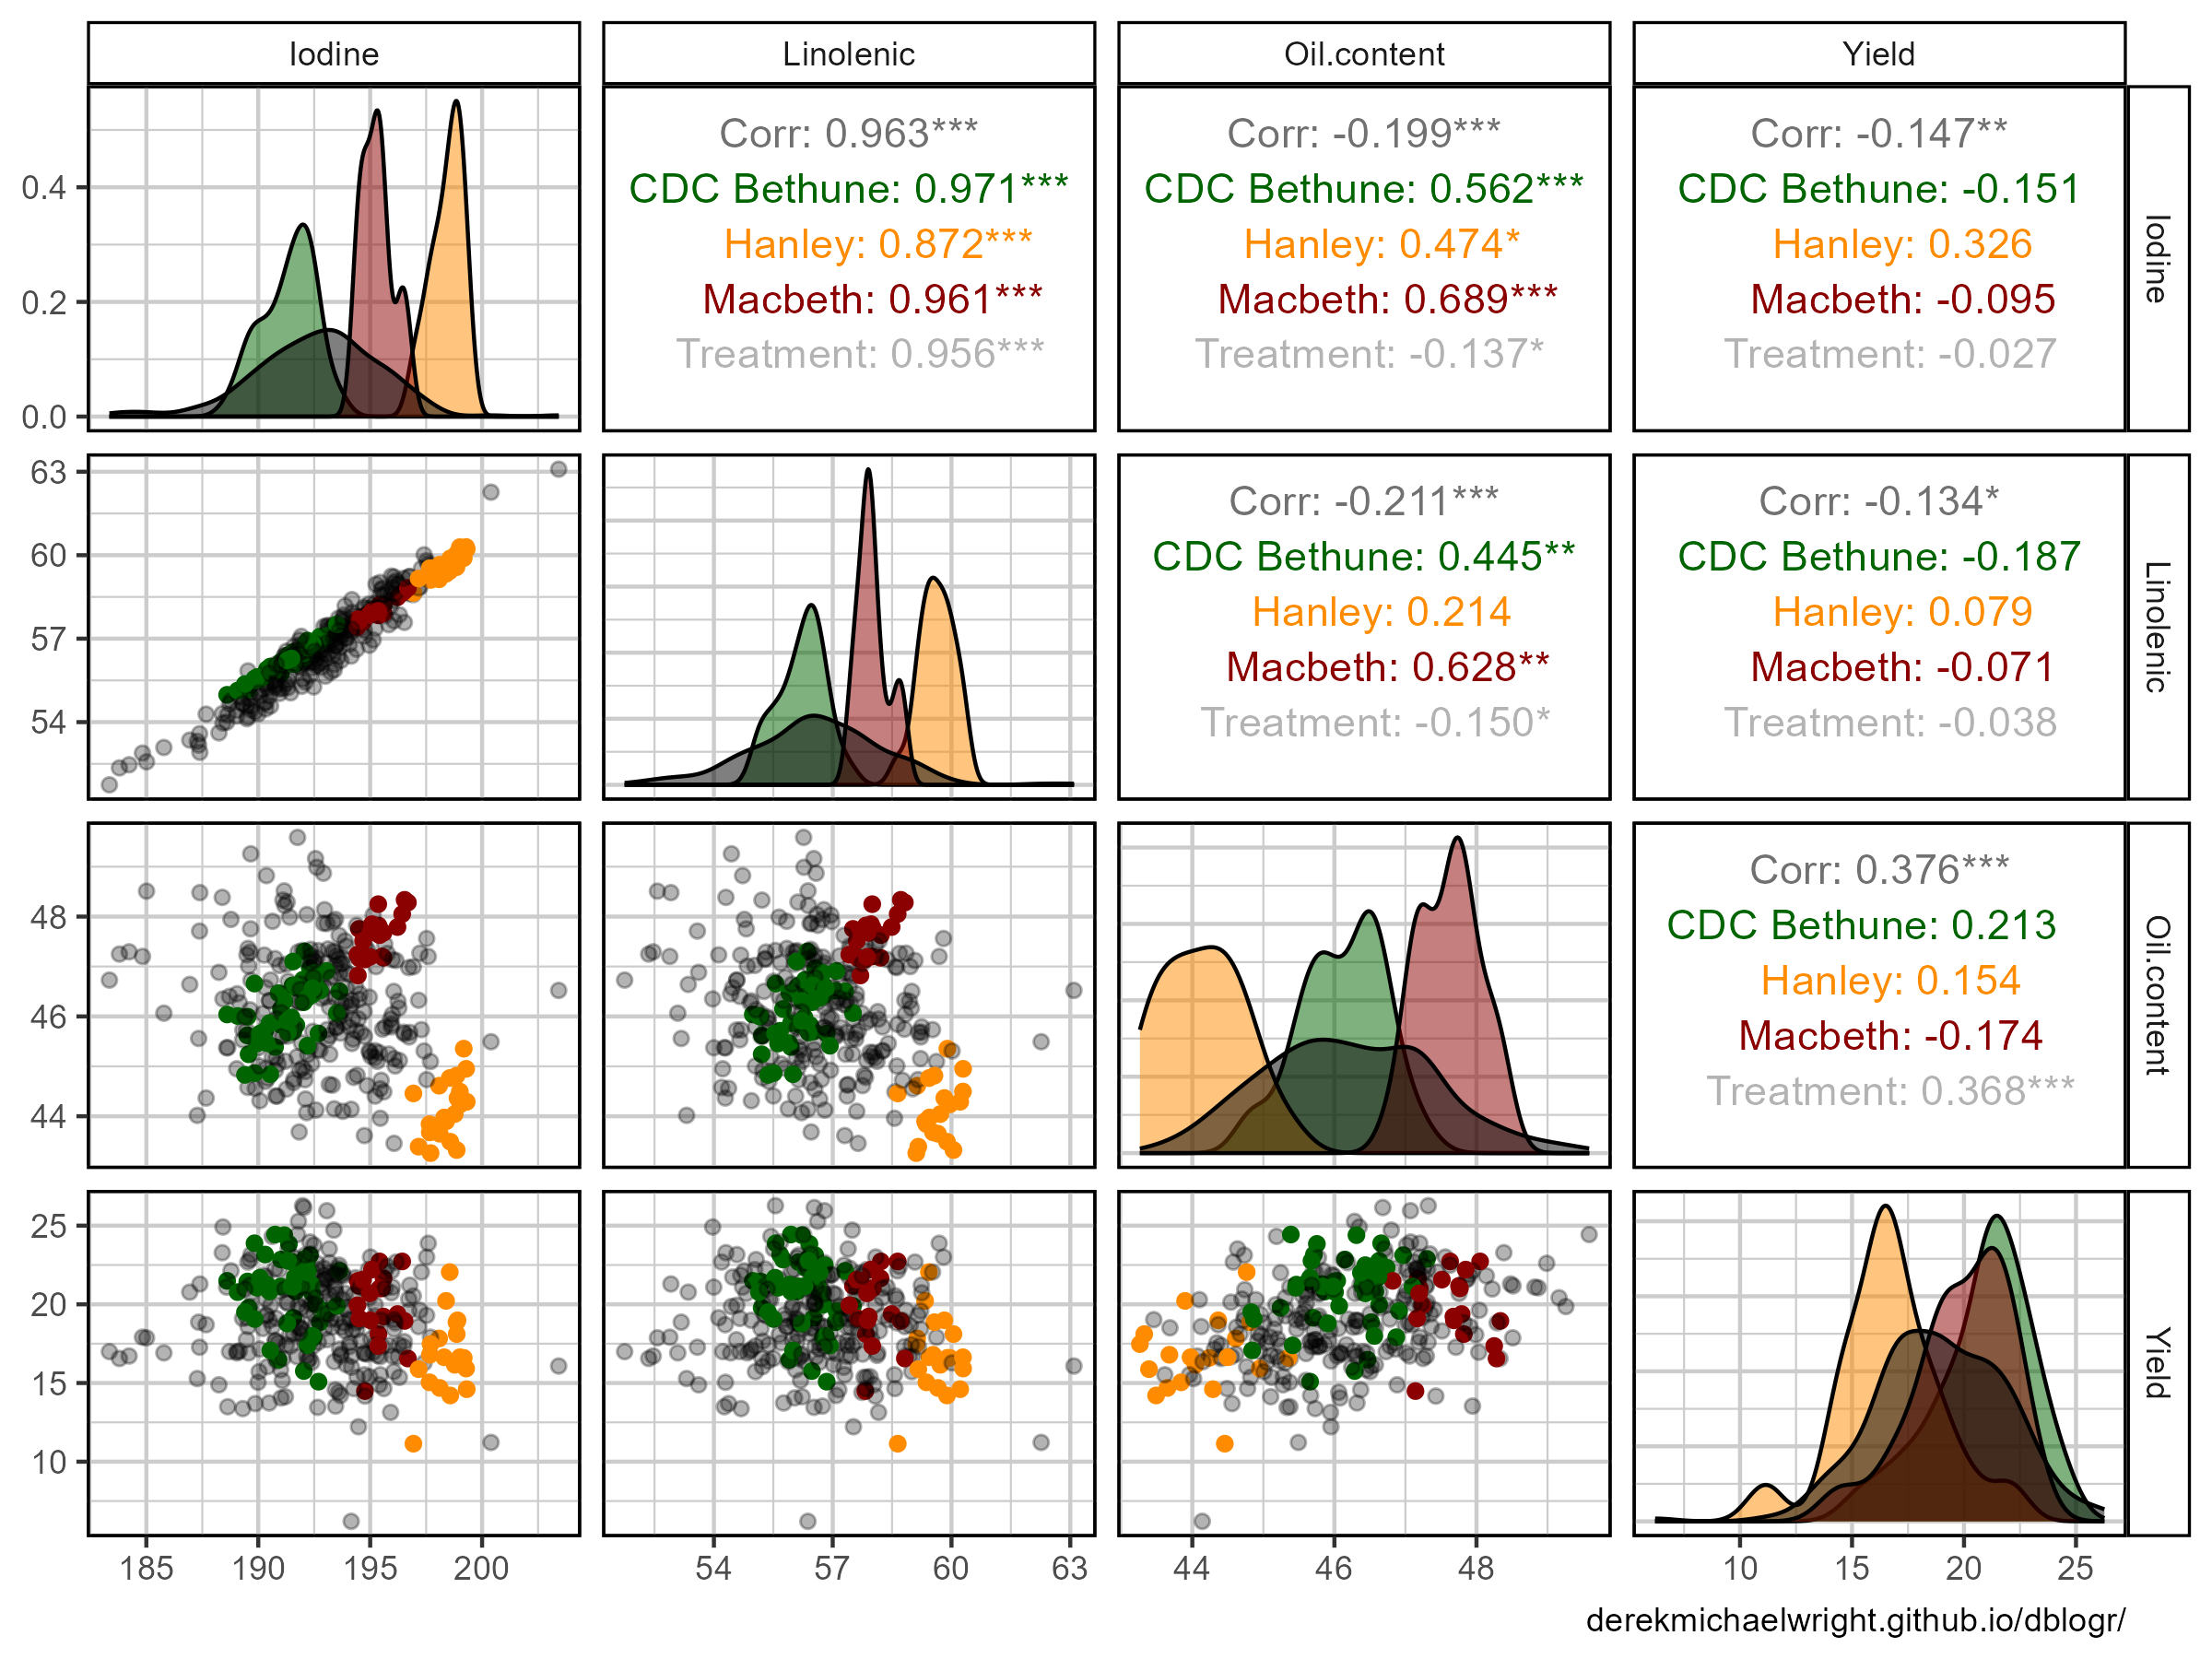 Iodine
Linolenic
Oil.content
Yield
Corr: 0.963***
CDC Bethune: 0.971***
Hanley: 0.872***
Macbeth: 0.961***
Treatment: 0.956***
Corr: -0.199***
CDC Bethune: 0.562***
Hanley: 0.474*
Macbeth: 0.689***
Treatment: -0.137*
Corr: -0.147**
CDC Bethune: -0.151
Hanley: 0.326
Macbeth: -0.095
Treatment: -0.027
Iodine
0.4
0.2
0.0
Corr: -0.211***
CDC Bethune: 0.445**
Hanley: 0.214
Macbeth: 0.628**
Treatment: -0.150*
Corr: -0.134*
CDC Bethune: -0.187
Hanley: 0.079
Macbeth: -0.071
Treatment: -0.038
Linolenic
63
60
57
54
Corr: 0.376***
CDC Bethune: 0.213
Hanley: 0.154
Macbeth: -0.174
Treatment: 0.368***
Oil.content
48
46
44
Yield
25
20
15
10
185 190 195 200
54 57 60 63
44 46 48
10 15 20 25
derekmichaelwright.github.io/dblogr/